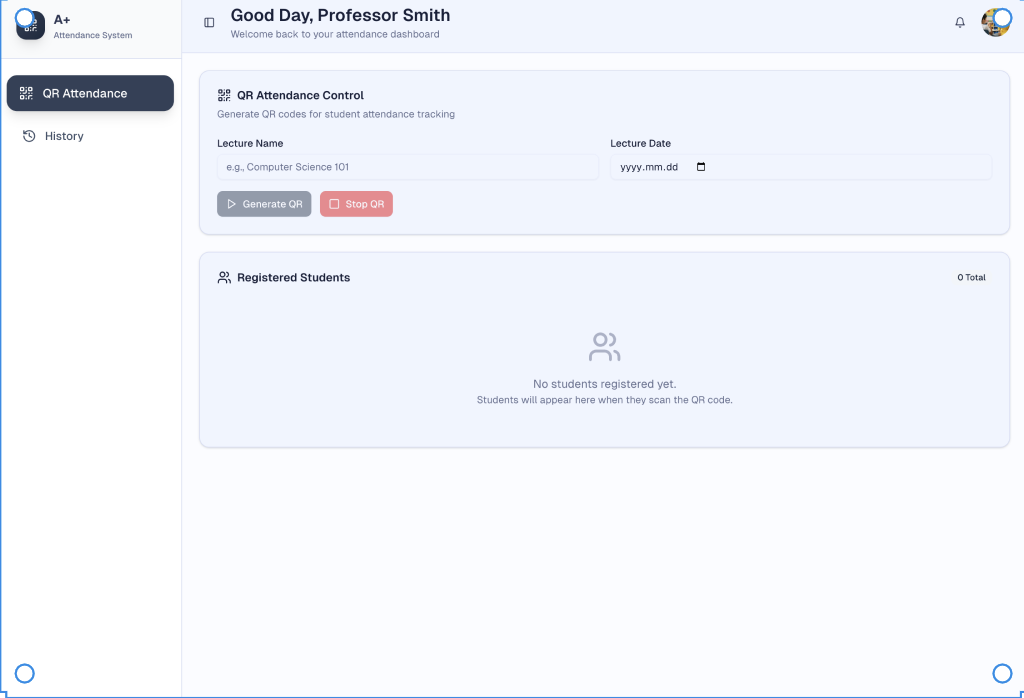 A+
Attendance System
Good Day, Professor Smith
Welcome back to your attendance dashboard
QR Attendance
History
QR Attendance Control
Generate QR codes for student attendance tracking
Lecture Name
Lecture Date
e.g., Computer Science 101
yyyy.mm.dd
Generate QR
Stop QR
Registered Students
0 Total
No students registered yet.
Students will appear here when they scan the QR code.